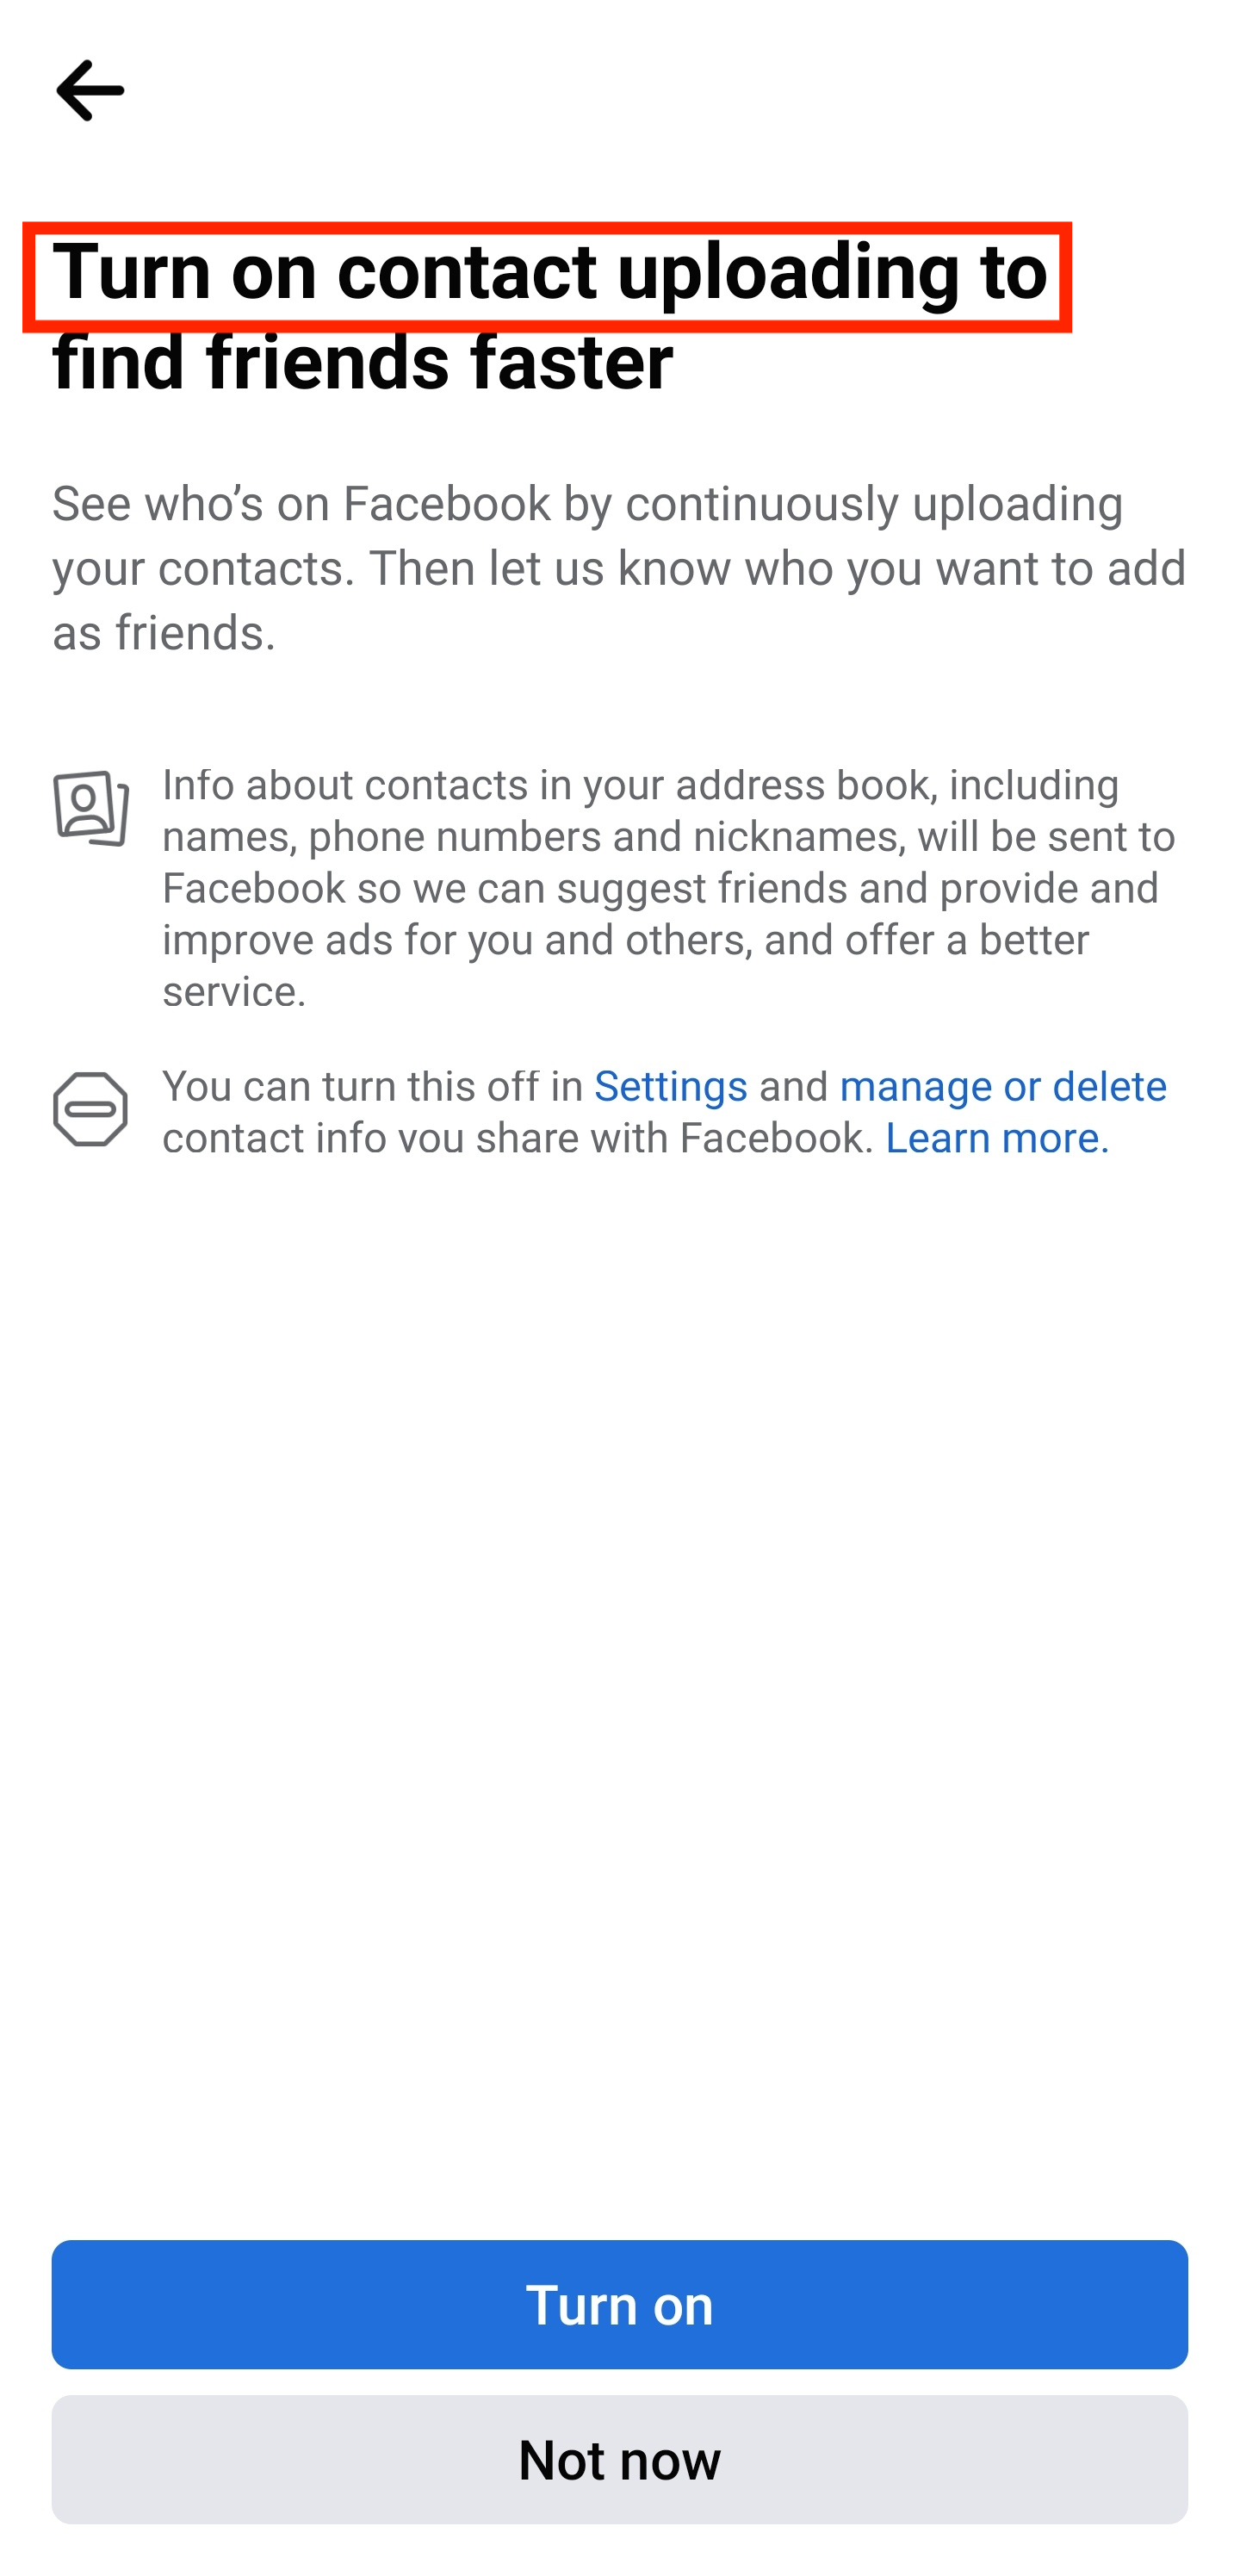 Turn on contact uploading to
find friends faster
See who’s on Facebook by continuously uploading
your contacts. Then let us know who you want to add
as friends.
Info about contacts in your address book, including
names, phone numbers and nicknames, will be sent to
Facebook so we can suggest friends and provide and
improve ads for you and others, and offer a better
service.
You can turn this off in Settings and manage or delete
contact info you share with Facebook. Learn more.
Turn on
Not now